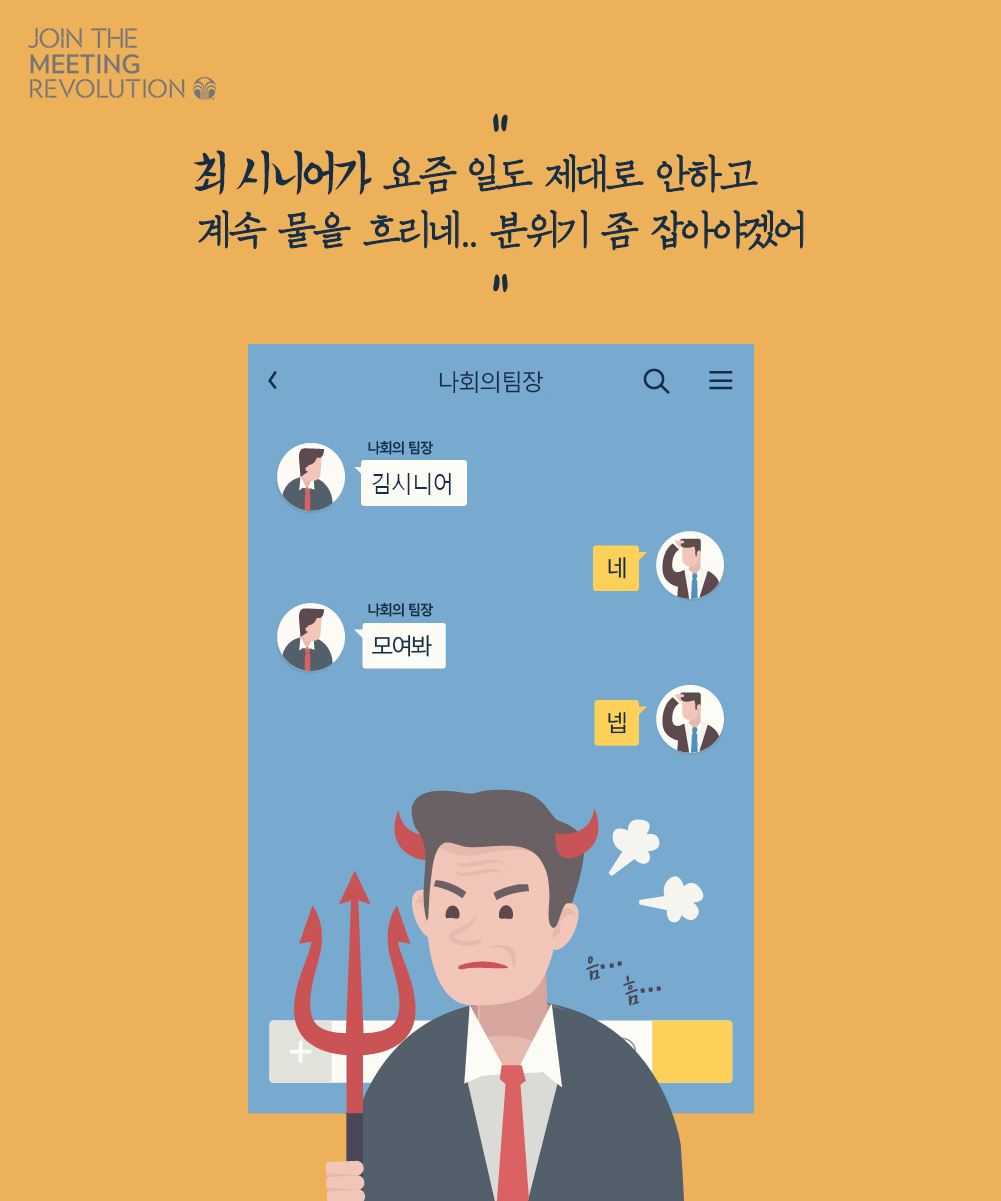 JOIN THE
MEETING
REVOLUTION
"
최 시니어가 요즘 일도 제대로 안하고
계속 물을 흐리네.. 분위기 좀 잡아야겠어
"
나회의팀장
나회의 팀장
김시니어
네
나회의 팀장
모여봐
넵
음...
흠...
+